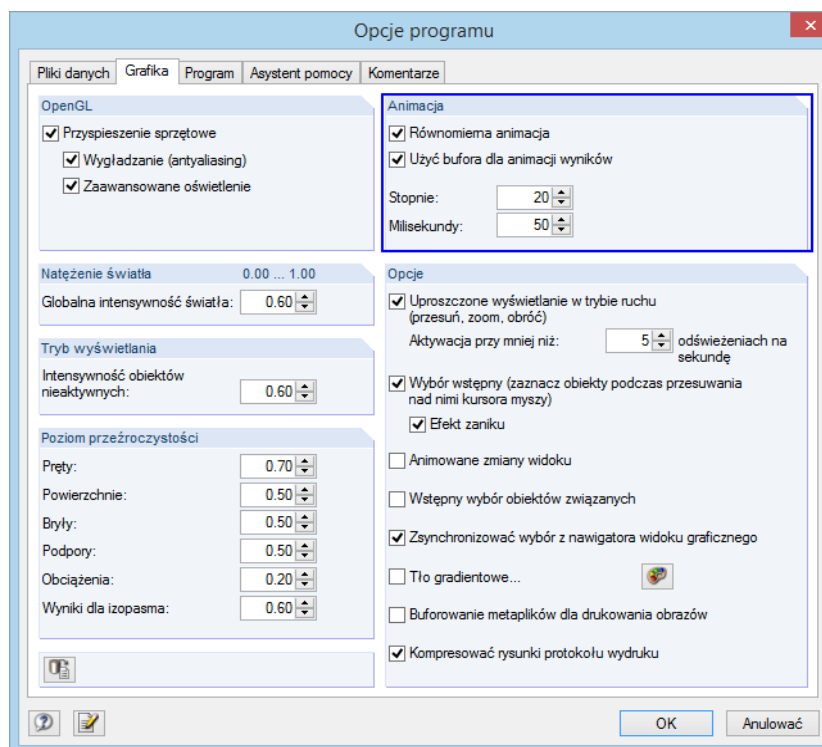 Opcje programu
Pliki danych
Grafika
Program
Asystent pomocy
Komentarze
OpenGL
Przyspieszenie sprzętowe
Wygładzanie (antyaliasing)
Zaawansowane oświetlenie
Natężenie światła 0.00 ... 1.00
Globalna intensywność światła: 0.60
Tryb wyświetlania
Intensywność obiektów
nieaktywnych: 0.60
Poziom przeźroczystości
Pręty: 0.70
Powierzchnie: 0.50
Bryły: 0.50
Podpory: 0.50
Obciążenia: 0.20
Wyniki dla izopasma: 0.60
Animacja
Równomierna animacja
Użyć bufora dla animacji wyników
Stopnie: 20
Milisekundy: 50
Opcje
Uproszczone wyświetlanie w trybie ruchu
(przesuń, zoom, obróć)
Aktywacja przy mniej niż: 5 odświeżeniach na
sekundę
Wybór wstępny (zaznacz obiekty podczas przesuwania
nad nimi kursora myszy)
Efekt zaniku
Animowane zmiany widoku
Wstępny wybór obiektów związanych
Zsynchronizować wybór z nawigatora widoku graficznego
Tło gradientowe...
Buforowanie metaplików dla drukowania obrazów
Kompresować rysunki protokołu wydruku
OK
Anulować